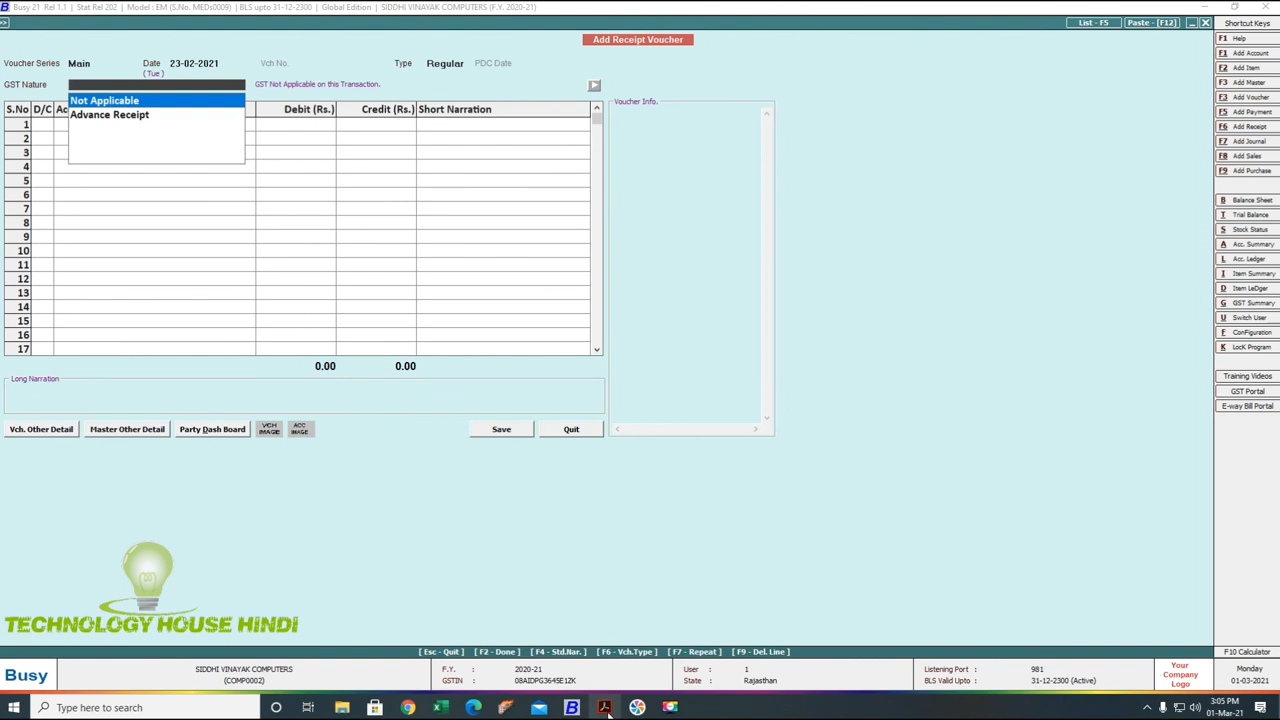 Busy 21 Rel 1.1 | Stat Rel 202 | Model : EM (S.No. MEDs0009) | BLS upto 31-12-2300 | Global Edition | SIDDHI VINAYAK COMPUTERS (F.Y. 2020-21)
List - F5 Paste - [F12] Shortcut Keys
Add Receipt Voucher
Voucher Series Main Date 23-02-2021 Vch No. Type Regular PDC Date
( Tue )
GST Nature GST Not Applicable on this Transaction.
Not Applicable
Advance Receipt
S.No D/C Ac Debit (Rs.) Credit (Rs.) Short Narration
Voucher Info.
1
2
3
4
5
6
7
8
9
10
11
12
13
14
15
16
17
0.00 0.00
Long Narration
Vch. Other Detail Master Other Detail Party Dash Board VCH IMAGE ACC IMAGE Save Quit
F1 Help
F1 Add Account
F2 Add Item
F3 Add Master
F3 Add Voucher
F5 Add Payment
F6 Add Receipt
F7 Add Journal
F8 Add Sales
F9 Add Purchase
B Balance Sheet
T Trial Balance
S Stock Status
A Acc. Summary
L Acc. Ledger
I Item Summary
D Item LeDger
G GST Summary
U Switch User
F ConFiguration
K LocK Program
Training Videos
GST Portal
E-way Bill Portal
TECHNOLOGY HOUSE HINDI
[ Esc - Quit ] [ F2 - Done ] [ F4 - Std.Nar. ] [ F6 - Vch.Type ] [ F7 - Repeat ] [ F9 - Del. Line ] F10 Calculator
Busy SIDDHI VINAYAK COMPUTERS F.Y. : 2020-21 User : 1 Listening Port 981 Your Company Logo Monday
(COMP0002) GSTIN : 08AIDPG3645E1ZK State : Rajasthan BLS Valid Upto : 31-12-2300 (Active) 01-03-2021
Type here to search 3:05 PM
01-Mar-21